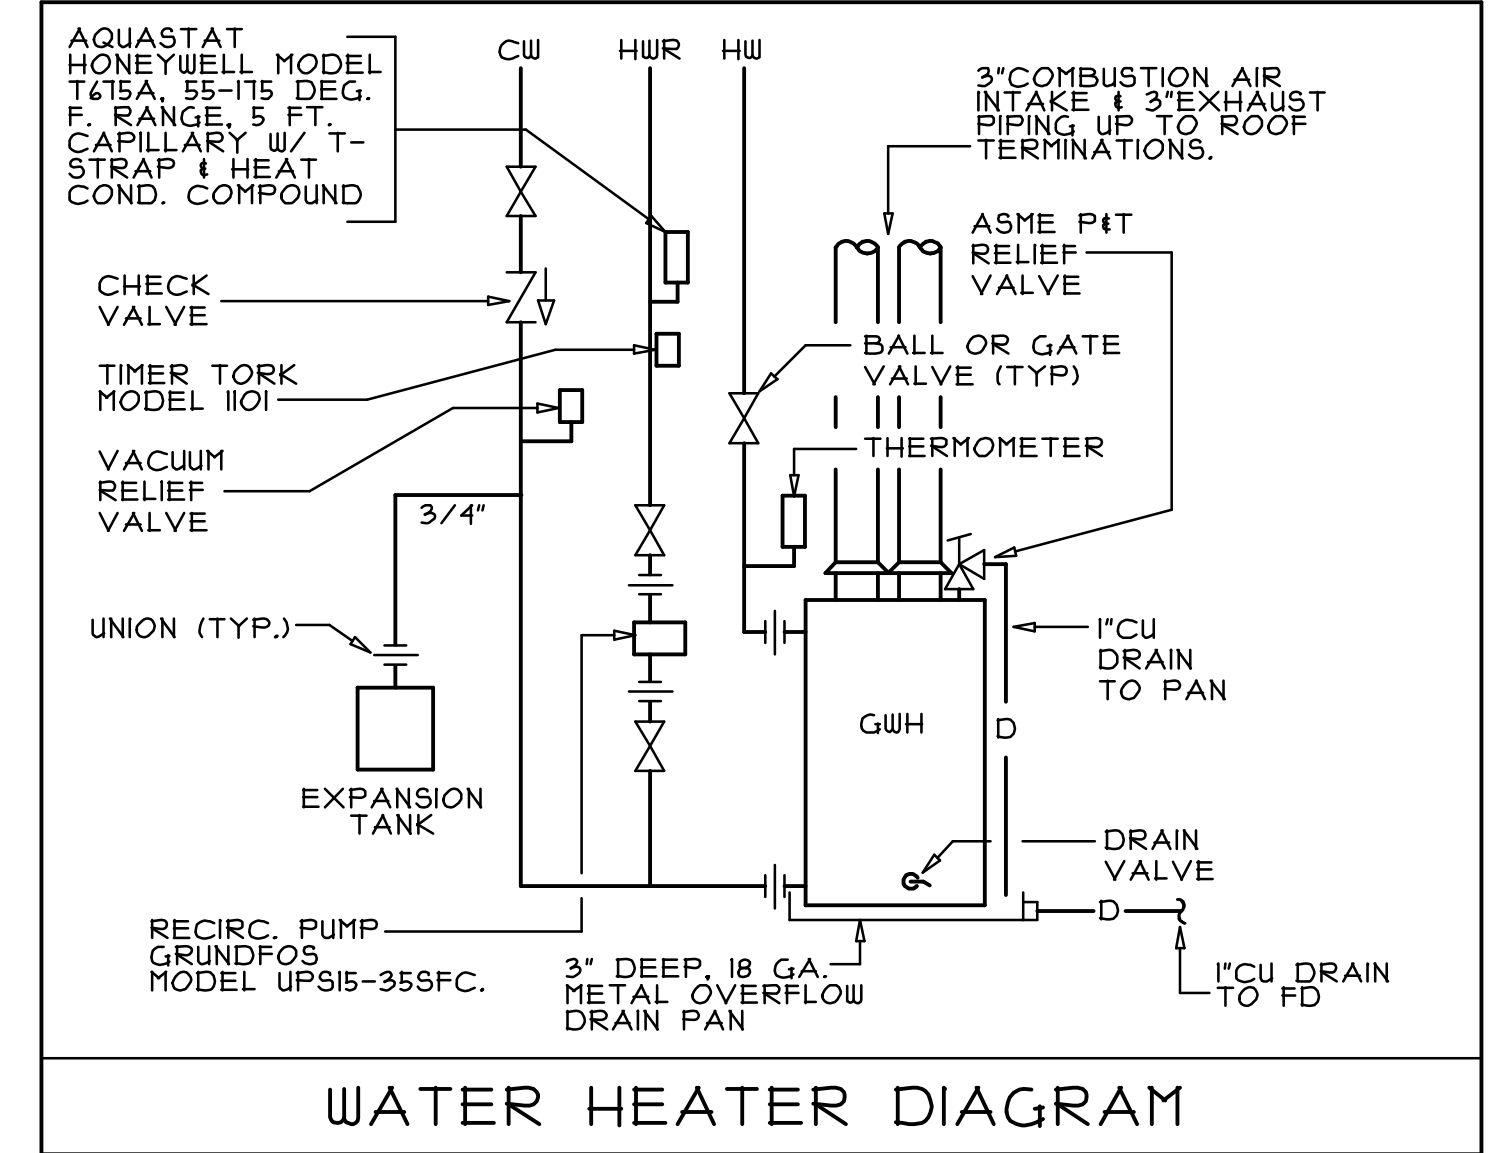 AQUASTAT
HONEYWELL MODEL
T675A, 55-175 DEG.
F. RANGE, 5 FT.
CAPILLARY W/ T-
STRAP & HEAT
COND. COMPOUND
CW
HWR
HW
3"COMBUSTION AIR
INTAKE & 3"EXHAUST
PIPING UP TO ROOF
TERMINATIONS.
ASME P&T
RELIEF
VALVE
CHECK
VALVE
BALL OR GATE
VALVE (TYP)
TIMER TORK
MODEL 1101
THERMOMETER
VACUUM
RELIEF
VALVE
3/4"
UNION (TYP.)
1"CU
DRAIN
TO PAN
GWH
D
EXPANSION
TANK
DRAIN
VALVE
D
RECIRC. PUMP
GRUNDFOS
MODEL UPS15-35SFC.
3" DEEP, 18 GA.
METAL OVERFLOW
DRAIN PAN
1"CU DRAIN
TO FD
WATER HEATER DIAGRAM